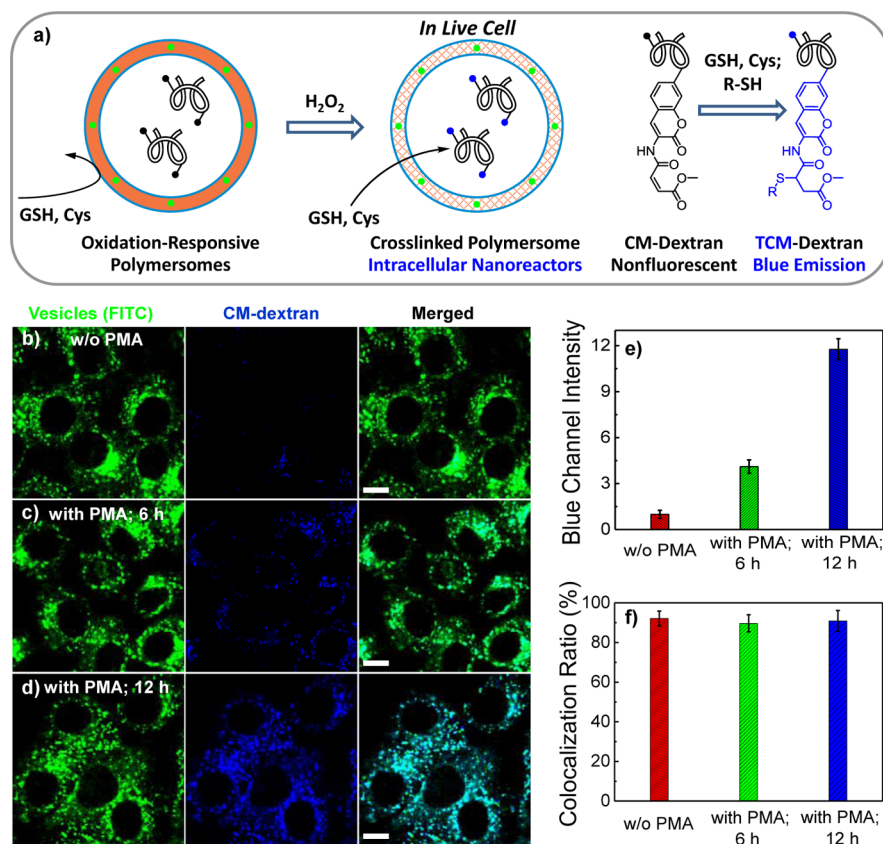 a)
In Live Cell
H2O2
GSH, Cys;
R-SH
GSH, Cys
GSH, Cys
O
O
HN
O
O
O
O
O
HN
O
S
R
O
O
Oxidation-Responsive
Polymersomes
Crosslinked Polymersome
Intracellular Nanoreactors
CM-Dextran
Nonfluorescent
TCM-Dextran
Blue Emission
Vesicles (FITC)
CM-dextran
Merged
b)
w/o PMA
c)
with PMA; 6 h
d)
with PMA; 12 h
e)
Blue Channel Intensity
12
9
6
3
0
w/o PMA
with PMA;
6 h
with PMA;
12 h
f)
Colocalization Ratio (%)
100
80
60
40
20
0
w/o PMA
with PMA;
6 h
with PMA;
12 h